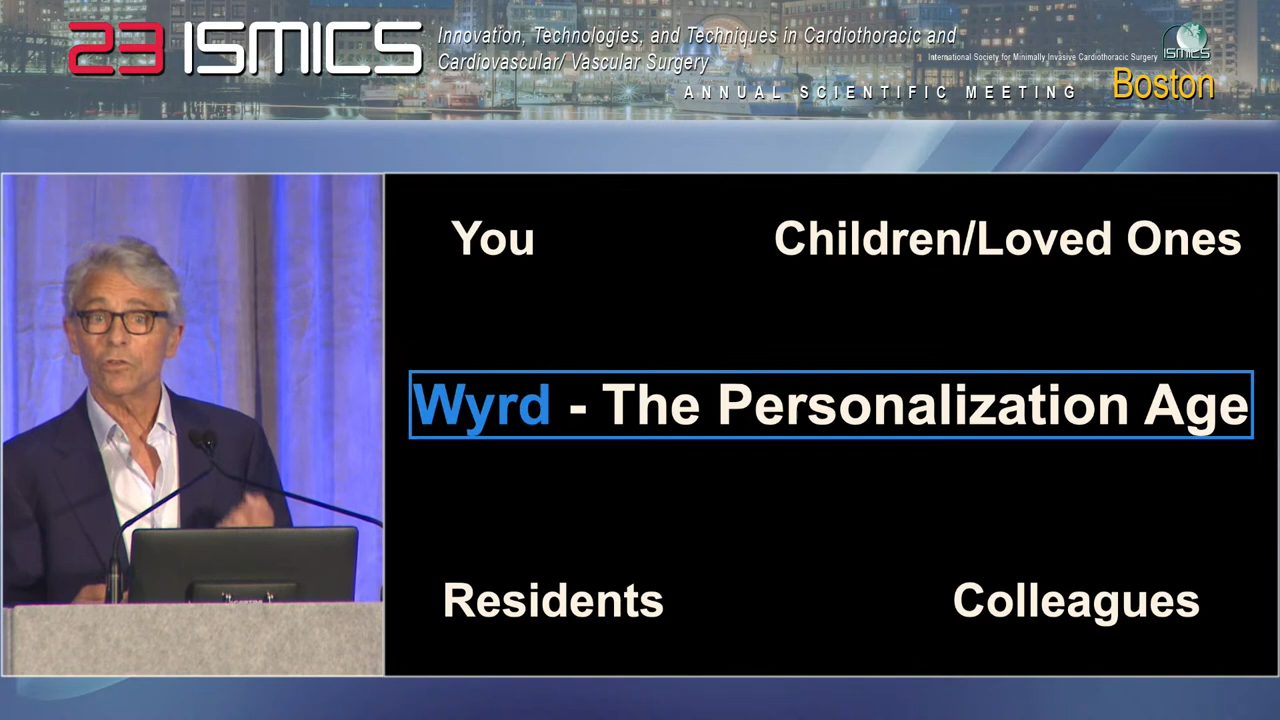 23 ISMICS
Innovation, Technologies, and Techniques in Cardiothoracic and
Cardiovascular/ Vascular Surgery
International Society for Minimally Invasive Cardiothoracic Surgery
ISMICS
ANNUAL SCIENTIFIC MEETING
Boston
You
Children/Loved Ones
Wyrd - The Personalization Age
Residents
Colleagues